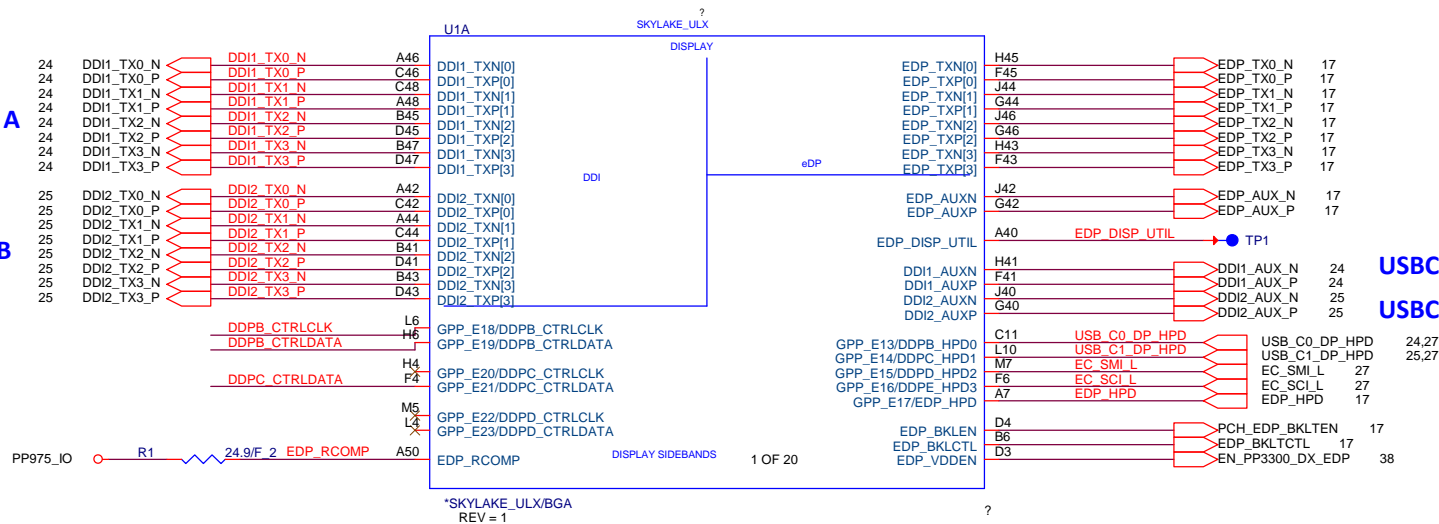 ?
U1A SKYLAKE_ULX
DISPLAY
24 DDI1_TX0_N DDI1_TX0_N A46 DDI1_TXN[0] EDP_TXN[0] H45 EDP_TX0_N 17
24 DDI1_TX0_P DDI1_TX0_P C46 DDI1_TXP[0] EDP_TXP[0] F45 EDP_TX0_P 17
24 DDI1_TX1_N DDI1_TX1_N C48 DDI1_TXN[1] EDP_TXN[1] J44 EDP_TX1_N 17
24 DDI1_TX1_P DDI1_TX1_P A48 DDI1_TXP[1] EDP_TXP[1] G44 EDP_TX1_P 17
A 24 DDI1_TX2_N DDI1_TX2_N B45 DDI1_TXN[2] EDP_TXN[2] J46 EDP_TX2_N 17
24 DDI1_TX2_P DDI1_TX2_P D45 DDI1_TXP[2] EDP_TXP[2] G46 EDP_TX2_P 17
24 DDI1_TX3_N DDI1_TX3_N B47 DDI1_TXN[3] EDP_TXN[3] H43 EDP_TX3_N 17
24 DDI1_TX3_P DDI1_TX3_P D47 DDI1_TXP[3] EDP_TXP[3] F43 EDP_TX3_P 17
DDI eDP
25 DDI2_TX0_N DDI2_TX0_N A42 DDI2_TXN[0] EDP_AUXN J42 EDP_AUX_N 17
25 DDI2_TX0_P DDI2_TX0_P C42 DDI2_TXP[0] EDP_AUXP G42 EDP_AUX_P 17
25 DDI2_TX1_N DDI2_TX1_N A44 DDI2_TXN[1]
25 DDI2_TX1_P DDI2_TX1_P C44 DDI2_TXP[1] EDP_DISP_UTIL A40 EDP_DISP_UTIL TP1
B 25 DDI2_TX2_N DDI2_TX2_N B41 DDI2_TXN[2]
25 DDI2_TX2_P DDI2_TX2_P D41 DDI2_TXP[2] DDI1_AUXN H41 DDI1_AUX_N 24 USBC
25 DDI2_TX3_N DDI2_TX3_N B43 DDI2_TXN[3] DDI1_AUXP F41 DDI1_AUX_P 24
25 DDI2_TX3_P DDI2_TX3_P D43 DDI2_TXP[3] DDI2_AUXN J40 DDI2_AUX_N 25
DDI2_AUXP G40 DDI2_AUX_P 25 USBC
DDPB_CTRLCLK L6 GPP_E18/DDPB_CTRLCLK
DDPB_CTRLDATA H6 GPP_E19/DDPB_CTRLDATA GPP_E13/DDPB_HPD0 C11 USB_C0_DP_HPD USB_C0_DP_HPD 24,27
GPP_E14/DDPC_HPD1 L10 USB_C1_DP_HPD USB_C1_DP_HPD 25,27
H4 GPP_E20/DDPC_CTRLCLK GPP_E15/DDPD_HPD2 M7 EC_SMI_L EC_SMI_L 27
DDPC_CTRLDATA F4 GPP_E21/DDPC_CTRLDATA GPP_E16/DDPE_HPD3 F6 EC_SCI_L EC_SCI_L 27
GPP_E17/EDP_HPD A7 EDP_HPD EDP_HPD 17
M5 GPP_E22/DDPD_CTRLCLK
L4 GPP_E23/DDPD_CTRLDATA EDP_BKLEN D4 PCH_EDP_BKLTEN 17
EDP_BKLCTL B6 EDP_BKLTCTL 17
PP975_IO R1 24.9/F_2 EDP_RCOMP A50 EDP_RCOMP DISPLAY SIDEBANDS 1 OF 20 EDP_VDDEN D3 EN_PP3300_DX_EDP 38
*SKYLAKE_ULX/BGA
REV = 1 ?